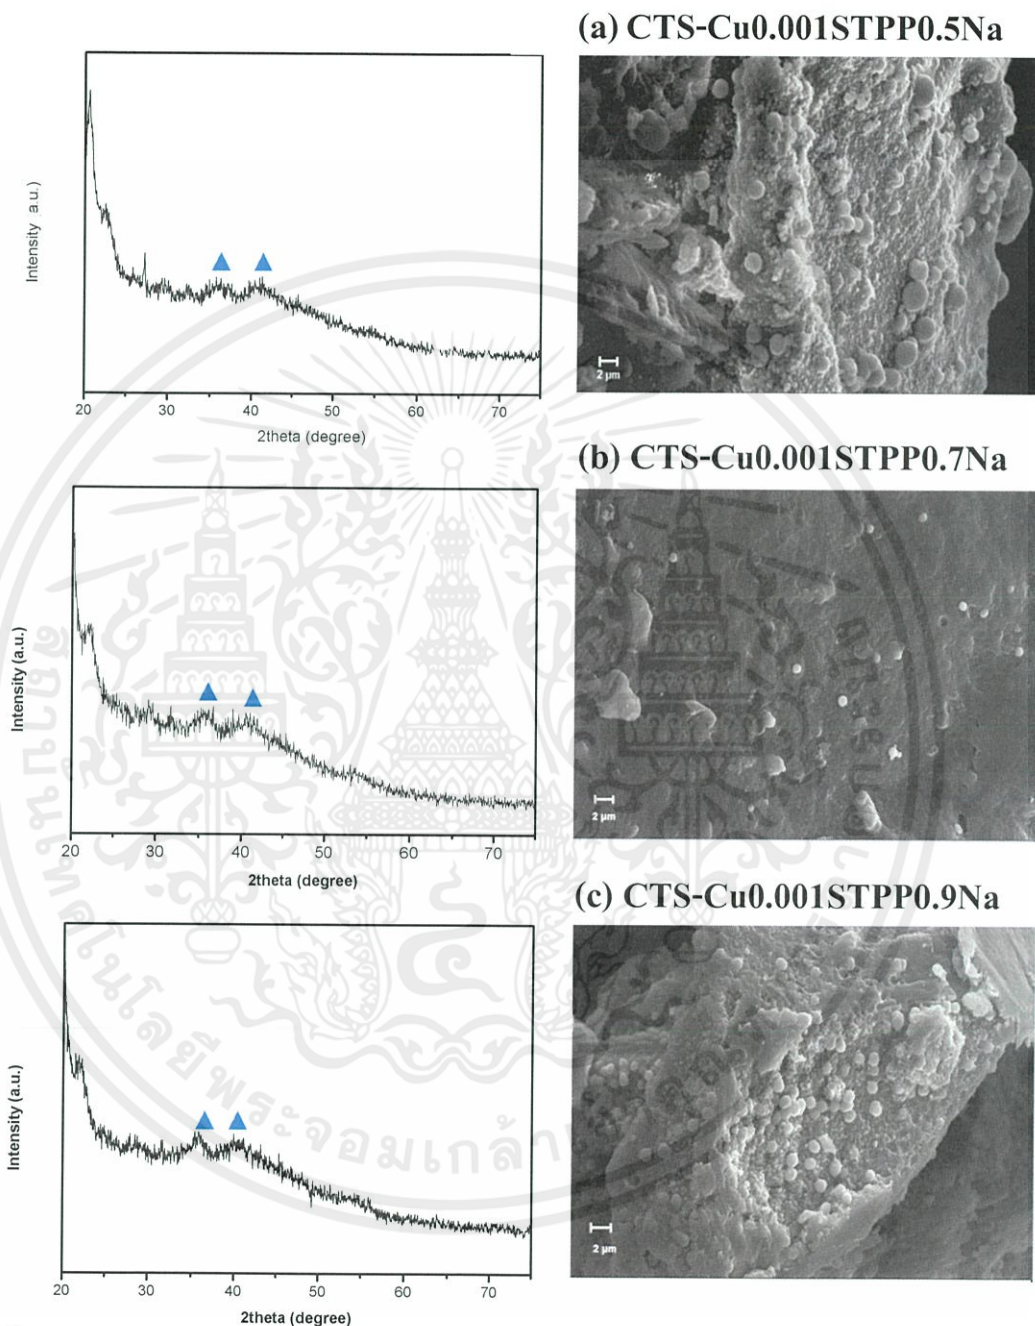 (a) CTS-Cu0.001STPP0.5Na
Intensity a.u.)
20 30 40 50 60 70
2theta (degree)
2 µm
(b) CTS-Cu0.001STPP0.7Na
Intensity (a.u.)
20 30 40 50 60 70
2theta (degree)
2 µm
(c) CTS-Cu0.001STPP0.9Na
Intensity (a.u.)
20 30 40 50 60 70
2theta (degree)
2 µm